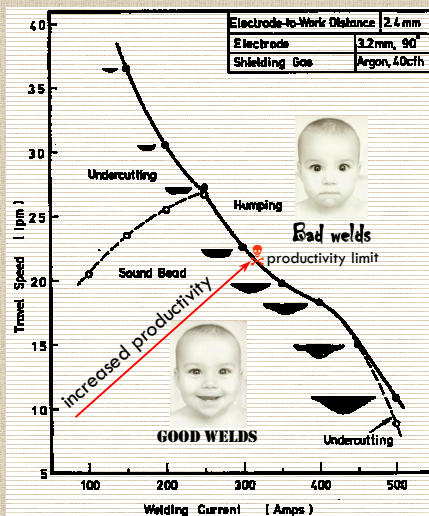 Electrode-to-Work Distance 2.4mm
Electrode 3.2mm, 90°
Shielding Gas Argon, 40cfh
40
35
30
25
20
15
10
5
Travel Speed (ipm)
Undercutting
Humping
Bad welds
productivity limit
Sound Bead
increased productivity
GOOD WELDS
Undercutting
100 200 300 400 500
Welding Current (Amps)